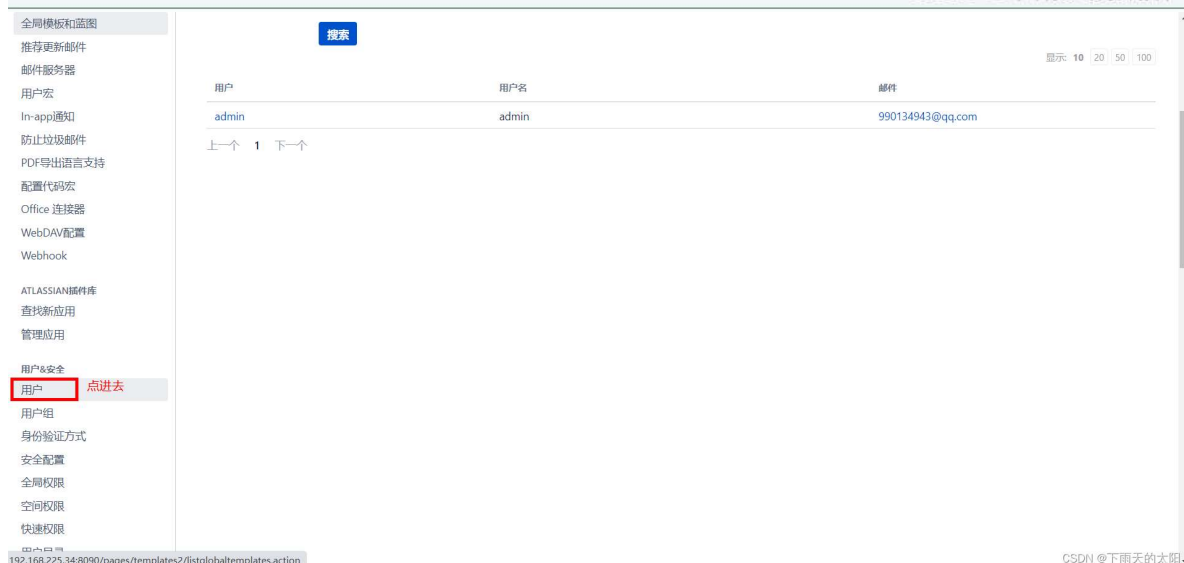 全局模板和蓝图
推荐更新邮件
邮件服务器
用户宏
In-app通知
防止垃圾邮件
PDF导出语言支持
配置代码宏
Office 连接器
WebDAV配置
Webhook
ATLASSIAN插件库
查找新应用
管理应用
用户&安全
用户 点进去
用户组
身份验证方式
安全配置
全局权限
空间权限
快速权限
用户目录
192.168.225.34:8090/pages/templates2/listglobaltemplates.action
搜索
显示: 10 20 50 100
用户 用户名 邮件
admin admin 990134943@qq.com
上一个 1 下一个
CSDN @下雨天的太阳